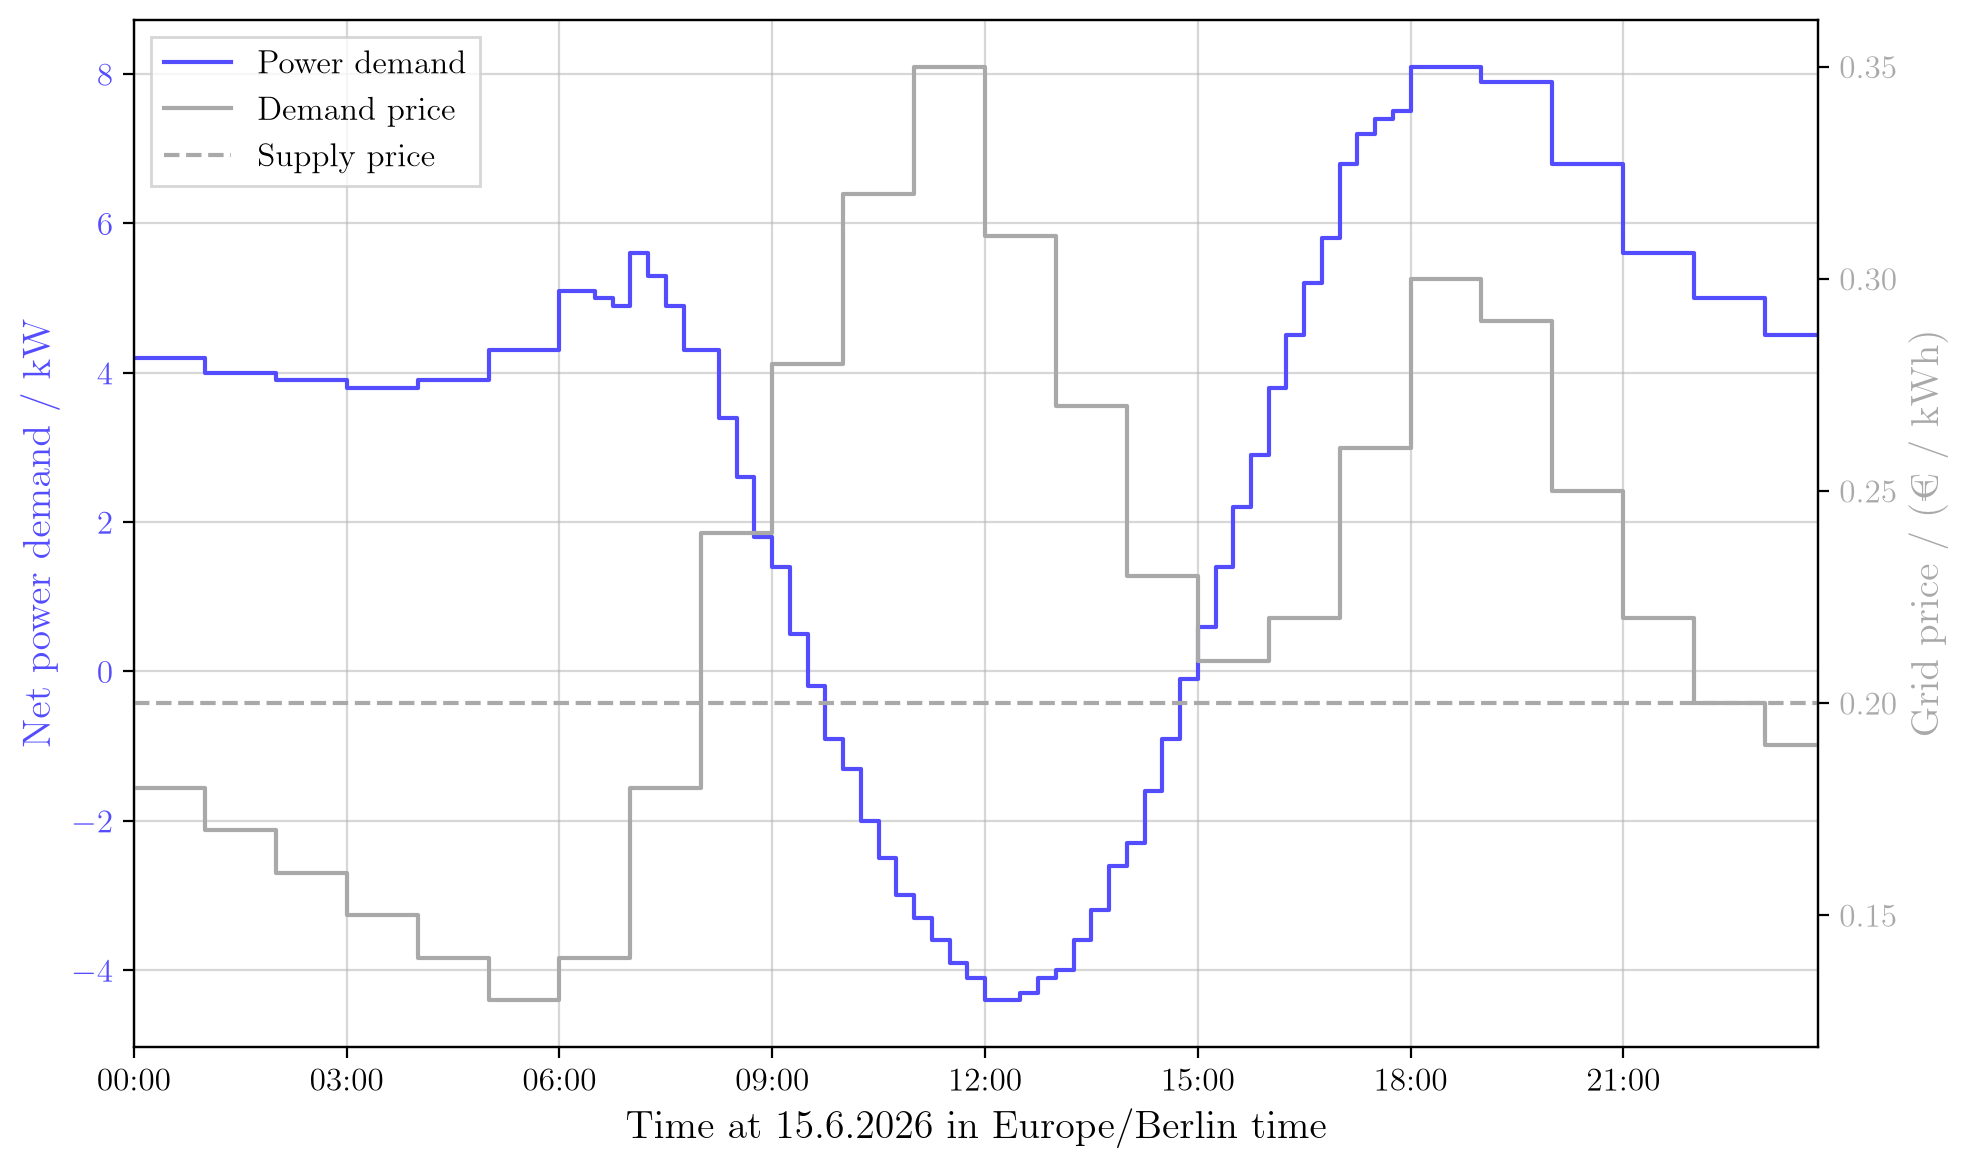 Power demand
Demand price
Supply price
8
6
4
2
0
−2
−4
Net power demand / kW
0.35
0.30
0.25
0.20
0.15
Grid price / (€ / kWh)
00:00 03:00 06:00 09:00 12:00 15:00 18:00 21:00
Time at 15.6.2026 in Europe/Berlin time